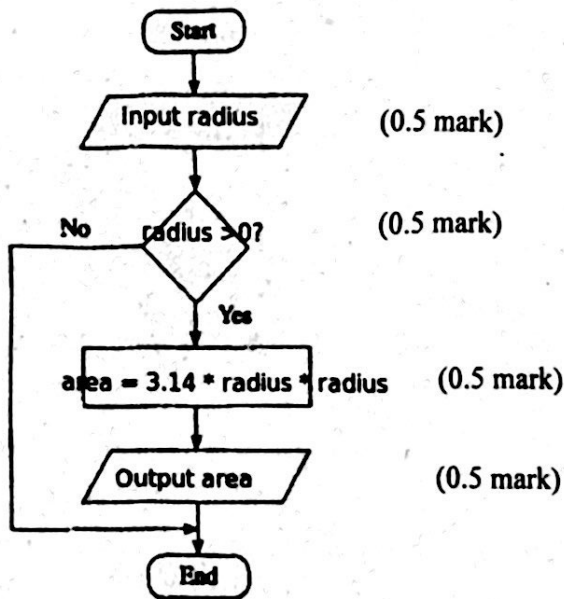 Start
Input radius (0.5 mark)
No radius >0? (0.5 mark)
Yes
area = 3.14 * radius * radius (0.5 mark)
Output area (0.5 mark)
End